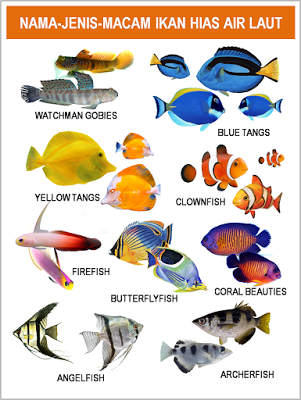 NAMA-JENIS-MACAM IKAN HIAS AIR LAUT
WATCHMAN GOBIES
BLUE TANGS
YELLOW TANGS
CLOWNFISH
FIREFISH
BUTTERFLYFISH
CORAL BEAUTIES
ANGELFISH
ARCHERFISH